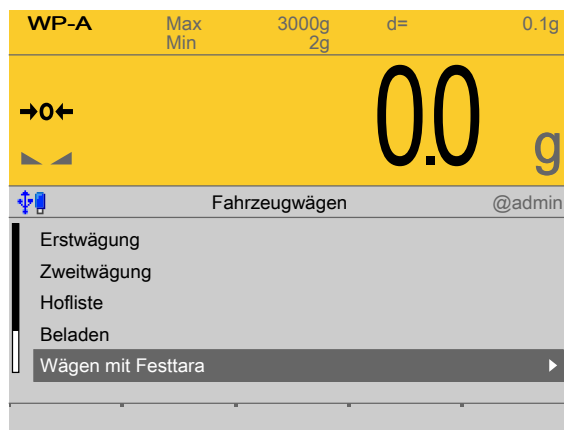 WP-A Max 3000g d= 0.1g
Min 2g
→0←
0.0 g
Fahrzeugwägen @admin
Erstwägung
Zweitwägung
Hofliste
Beladen
Wägen mit Festtara